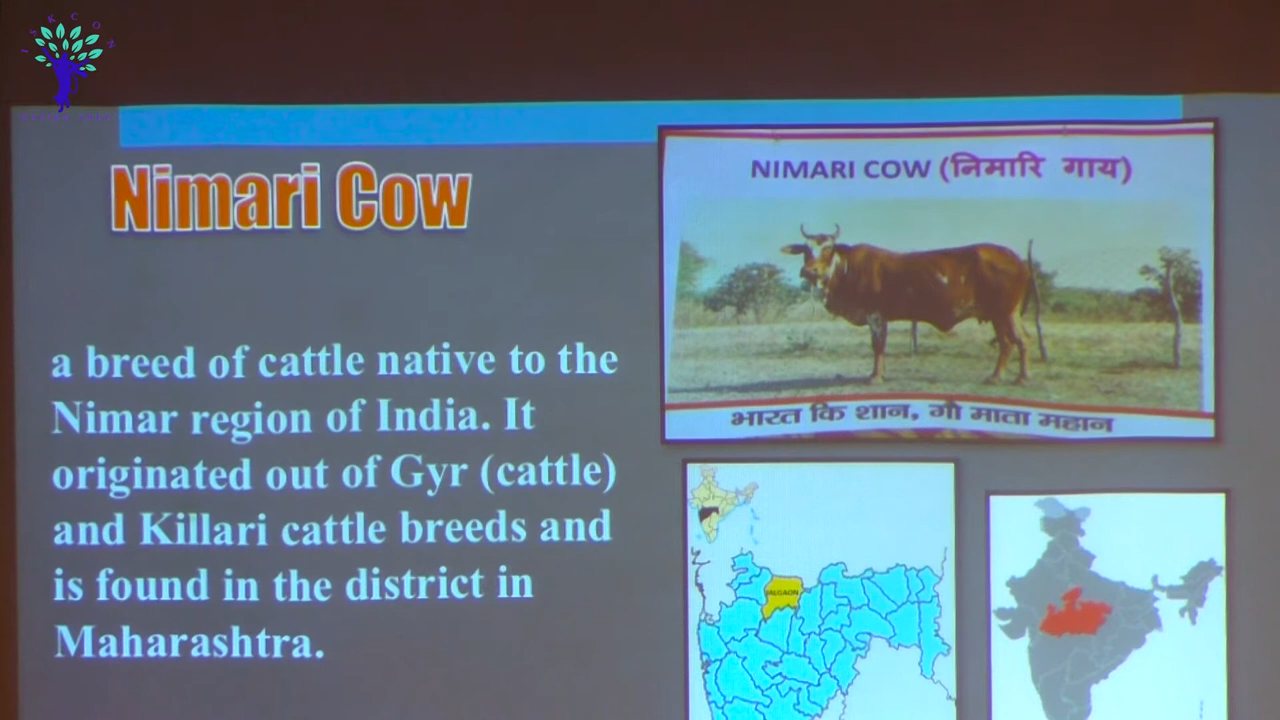 ISKCON
Nimari Cow
a breed of cattle native to the
Nimar region of India. It
originated out of Gyr (cattle)
and Killari cattle breeds and
is found in the district in
Maharashtra.
NIMARI COW (निमारि गाय)
भारत कि शान, गौ माता महान
JALGAON